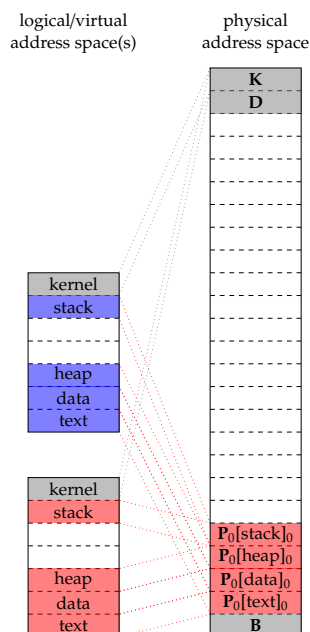 logical/virtual
address space(s)
physical
address space
K
D
kernel
stack
heap
data
text
kernel
stack
heap
data
text
P₀[stack]₀
P₀[heap]₀
P₀[data]₀
P₀[text]₀
B